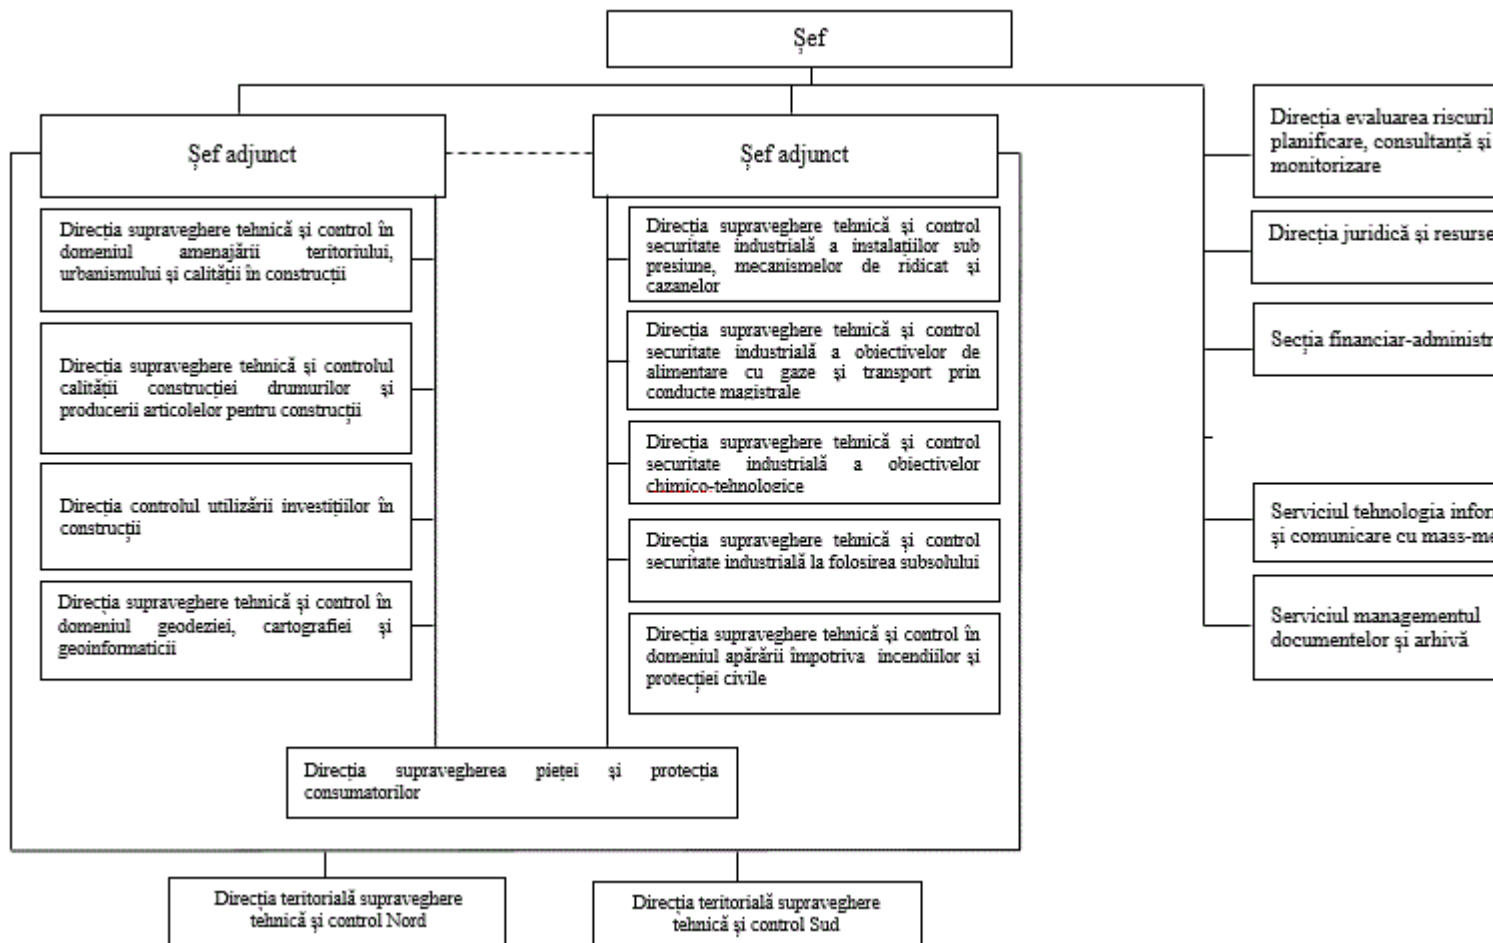 Șef
Șef adjunct
Direcția supraveghere tehnică și control în
domeniul amenajării teritoriului,
urbanismului și calității în construcții
Direcția supraveghere tehnică și controlul
calității construcției drumurilor și
producerii articolelor pentru construcții
Direcția controlul utilizării investițiilor în
construcții
Direcția supraveghere tehnică și control în
domeniul geodeziei, cartografiei și
geoinformaticii
Șef adjunct
Direcția supraveghere tehnică și control
securitate industrială a instalațiilor sub
presiune, mecanismelor de ridicat și
cazanelor
Direcția supraveghere tehnică și control
securitate industrială a obiectivelor de
alimentare cu gaze și transport prin
conducte magistrale
Direcția supraveghere tehnică și control
securitate industrială a obiectivelor
chimico-tehnologice
Direcția supraveghere tehnică și control
securitate industrială la folosirea subsolului
Direcția supraveghere tehnică și control în
domeniul apărării împotriva incendiilor și
protecției civile
Direcția supravegherea pieței și protecția
consumatorilor
Direcția teritorială supraveghere
tehnică și control Nord
Direcția teritorială supraveghere
tehnică și control Sud
Direcția evaluarea
planificare, consultanță și
monitorizare
Direcția juridică și resurse
Secția
Serviciul tehnologia
și comunicare cu
Serviciul managementul
documentelor și arhivă